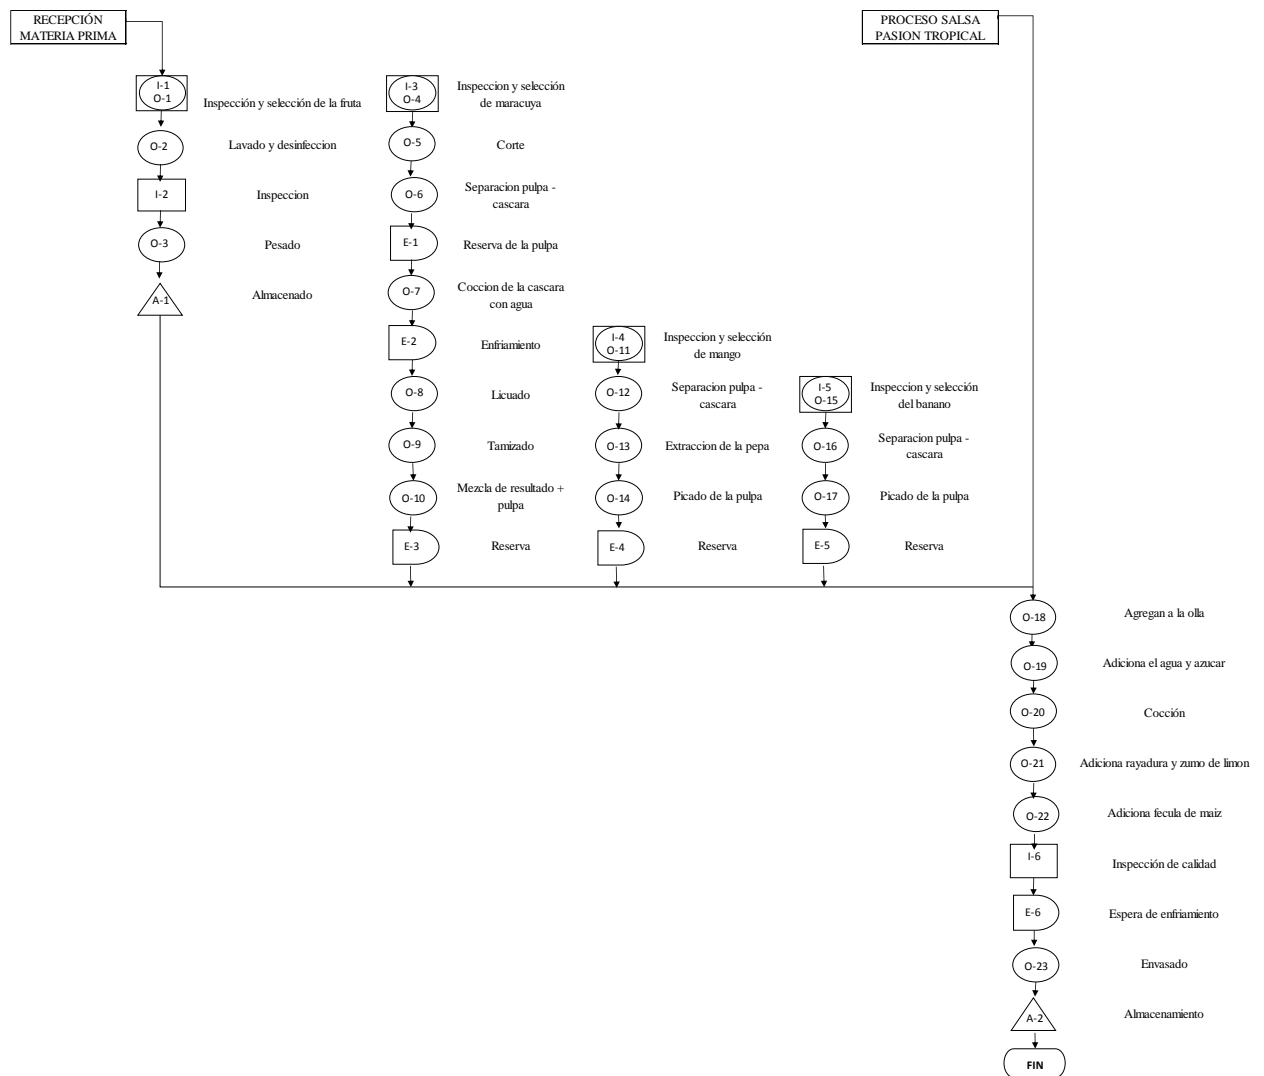 RECEPCIÓN
MATERIA PRIMA
I-1
O-1
Inspección y selección de la fruta
O-2
Lavado y desinfeccion
I-2
Inspeccion
O-3
Pesado
A-1
Almacenado
I-3
O-4
Inspeccion y selección
de maracuya
O-5
Corte
O-6
Separacion pulpa -
cascara
E-1
Reserva de la pulpa
O-7
Coccion de la cascara
con agua
E-2
Enfriamiento
O-8
Licuado
O-9
Tamizado
O-10
Mezcla de resultado +
pulpa
E-3
Reserva
I-4
O-11
Inspeccion y selección
de mango
O-12
Separacion pulpa -
cascara
O-13
Extraccion de la pepa
O-14
Picado de la pulpa
E-4
Reserva
I-5
O-15
Inspeccion y selección
del banano
O-16
Separacion pulpa -
cascara
O-17
Picado de la pulpa
E-5
Reserva
PROCESO SALSA
PASION TROPICAL
O-18
Agregan a la olla
O-19
Adiciona el agua y azucar
O-20
Cocción
O-21
Adiciona rayadura y zumo de limon
O-22
Adiciona fecula de maiz
I-6
Inspección de calidad
E-6
Espera de enfriamiento
O-23
Envasado
A-2
Almacenamiento
FIN